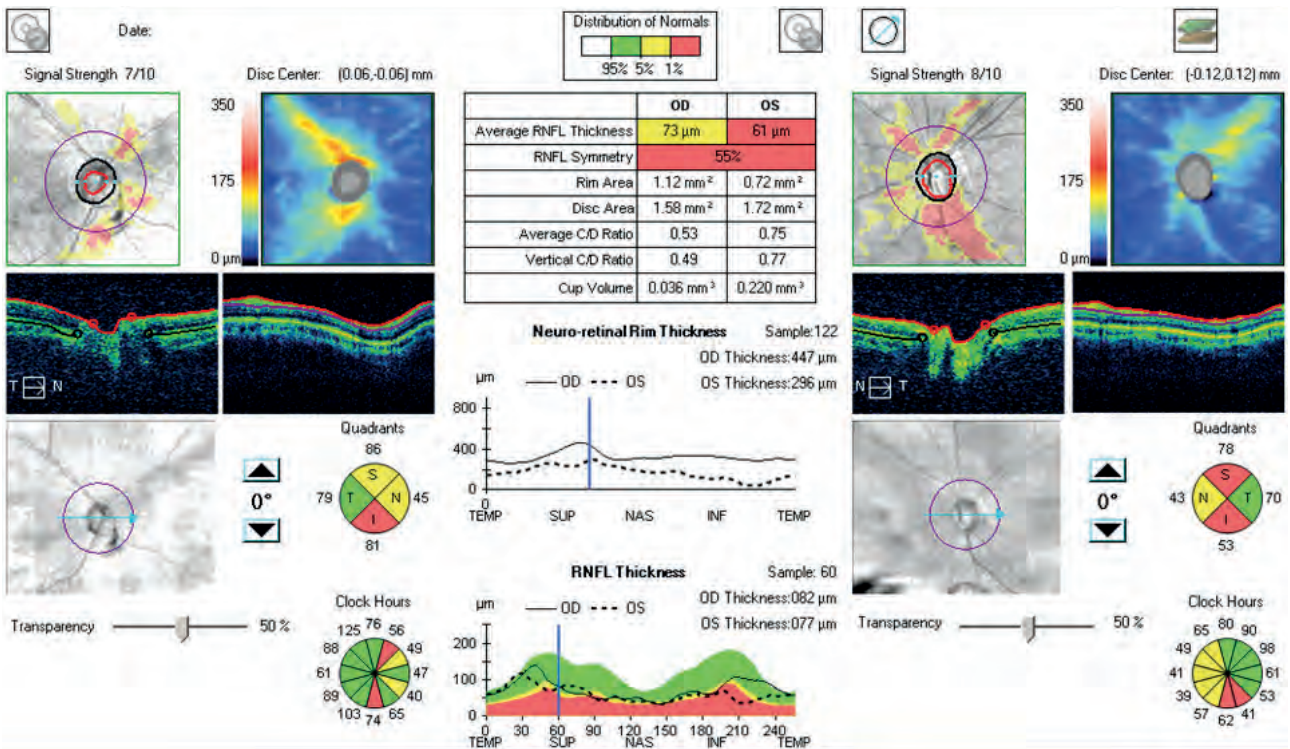 Date:
Signal Strength 7/10
Disc Center: (0.06,-0.06) mm
350
175
0 µm
T N
Quadrants
86
S
79 T N 45
I
81
0°
Transparency 50 %
Clock Hours
76
125 56
88 49
61 47
89 40
103 65
74
Distribution of Normals
95% 5% 1%
OD OS
Average RNFL Thickness 73 µm 61 µm
RNFL Symmetry 55%
Rim Area 1.12 mm² 0.72 mm²
Disc Area 1.58 mm² 1.72 mm²
Average C/D Ratio 0.53 0.75
Vertical C/D Ratio 0.49 0.77
Cup Volume 0.036 mm³ 0.220 mm³
Neuro-retinal Rim Thickness Sample:122
OD Thickness:447 µm
OS Thickness:296 µm
µm OD OS
800
400
0
0
TEMP SUP NAS INF TEMP
RNFL Thickness Sample: 60
OD Thickness:082 µm
OS Thickness:077 µm
µm OD OS
200
100
0
0 30 60 90 120 150 180 210 240
TEMP SUP NAS INF TEMP
Signal Strength 8/10
Disc Center: (-0.12,0.12) mm
350
175
0 µm
N T
Quadrants
78
S
43 N T 70
I
53
0°
Transparency 50 %
Clock Hours
80
65 90
49 98
41 61
39 53
57 41
62